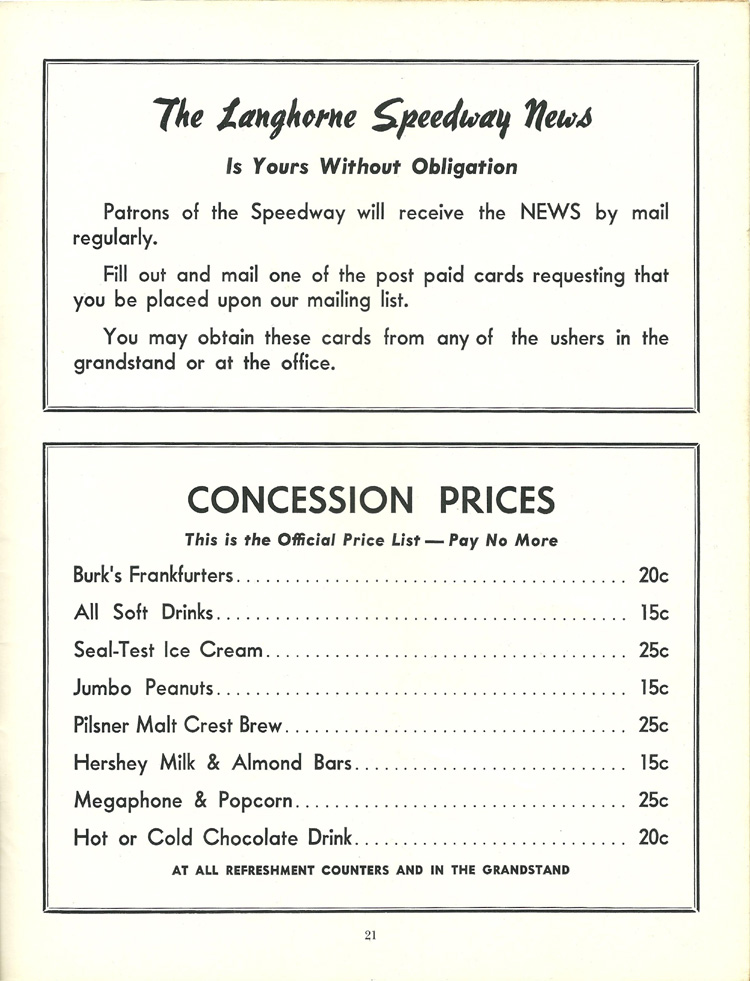 The Langhorne Speedway News
Is Yours Without Obligation
Patrons of the Speedway will receive the NEWS by mail
regularly.
Fill out and mail one of the post paid cards requesting that
you be placed upon our mailing list.
You may obtain these cards from any of the ushers in the
grandstand or at the office.
CONCESSION PRICES
This is the Official Price List — Pay No More
Burk's Frankfurters....................................... 20c
All Soft Drinks......................................... 15c
Seal-Test Ice Cream.................................... 25c
Jumbo Peanuts......................................... 15c
Pilsner Malt Crest Brew.................................. 25c
Hershey Milk & Almond Bars........................... 15c
Megaphone & Popcorn................................. 25c
Hot or Cold Chocolate Drink........................... 20c
AT ALL REFRESHMENT COUNTERS AND IN THE GRANDSTAND
21